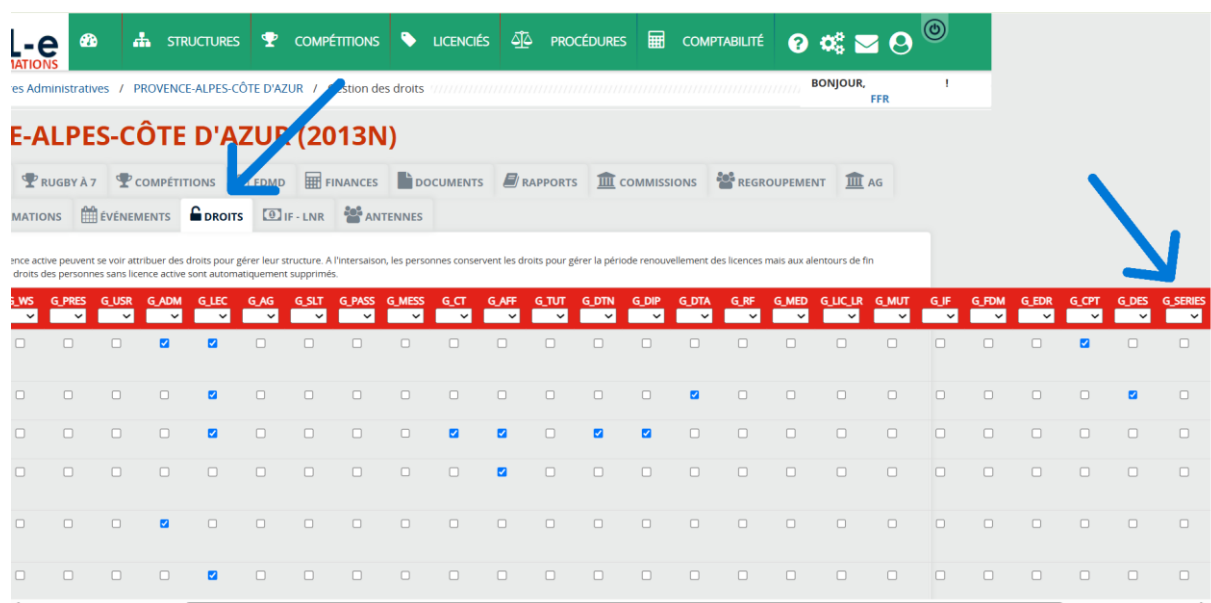 L-e
STRUCTURES COMPÉTITIONS LICENCIÉS PROCÉDURES COMPTABILITÉ
MATIONS
res Administratives / PROVENCE-ALPES-CÔTE D'AZUR / Gestion des droits BONJOUR, !
FFR
E-ALPES-CÔTE D'AZUR (2013N)
RUGBY À 7 COMPÉTITIONS EDMD FINANCES DOCUMENTS RAPPORTS COMMISSIONS REGROUPEMENT AG
MATIONS ÉVÉNEMENTS DROITS IF - LNR ANTENNES
ence active peuvent se voir attribuer des droits pour gérer leur structure. A l'intersaison, les personnes conservent les droits pour gérer la période renouvellement des licences mais aux alentours de fin
droits des personnes sans licence active sont automatiquement supprimés.
G_WS G_PRES G_USR G_ADM G_LEC G_AG G_SLT G_PASS G_MESS G_CT G_AFF G_TUT G_DTN G_DIP G_DTA G_RF G_MED G_LIC_LR G_MUT G_IF G_FDM G_EDR G_CPT G_DES G_SERIES